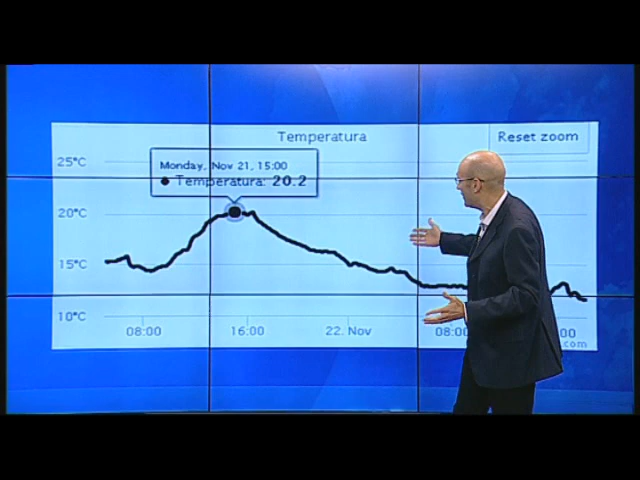 Temperatura
Reset zoom
25°C
Monday, Nov 21, 15:00
Temperatura: 20.2
20°C
15°C
10°C
08:00
16:00
22. Nov
08:00
:00
.com